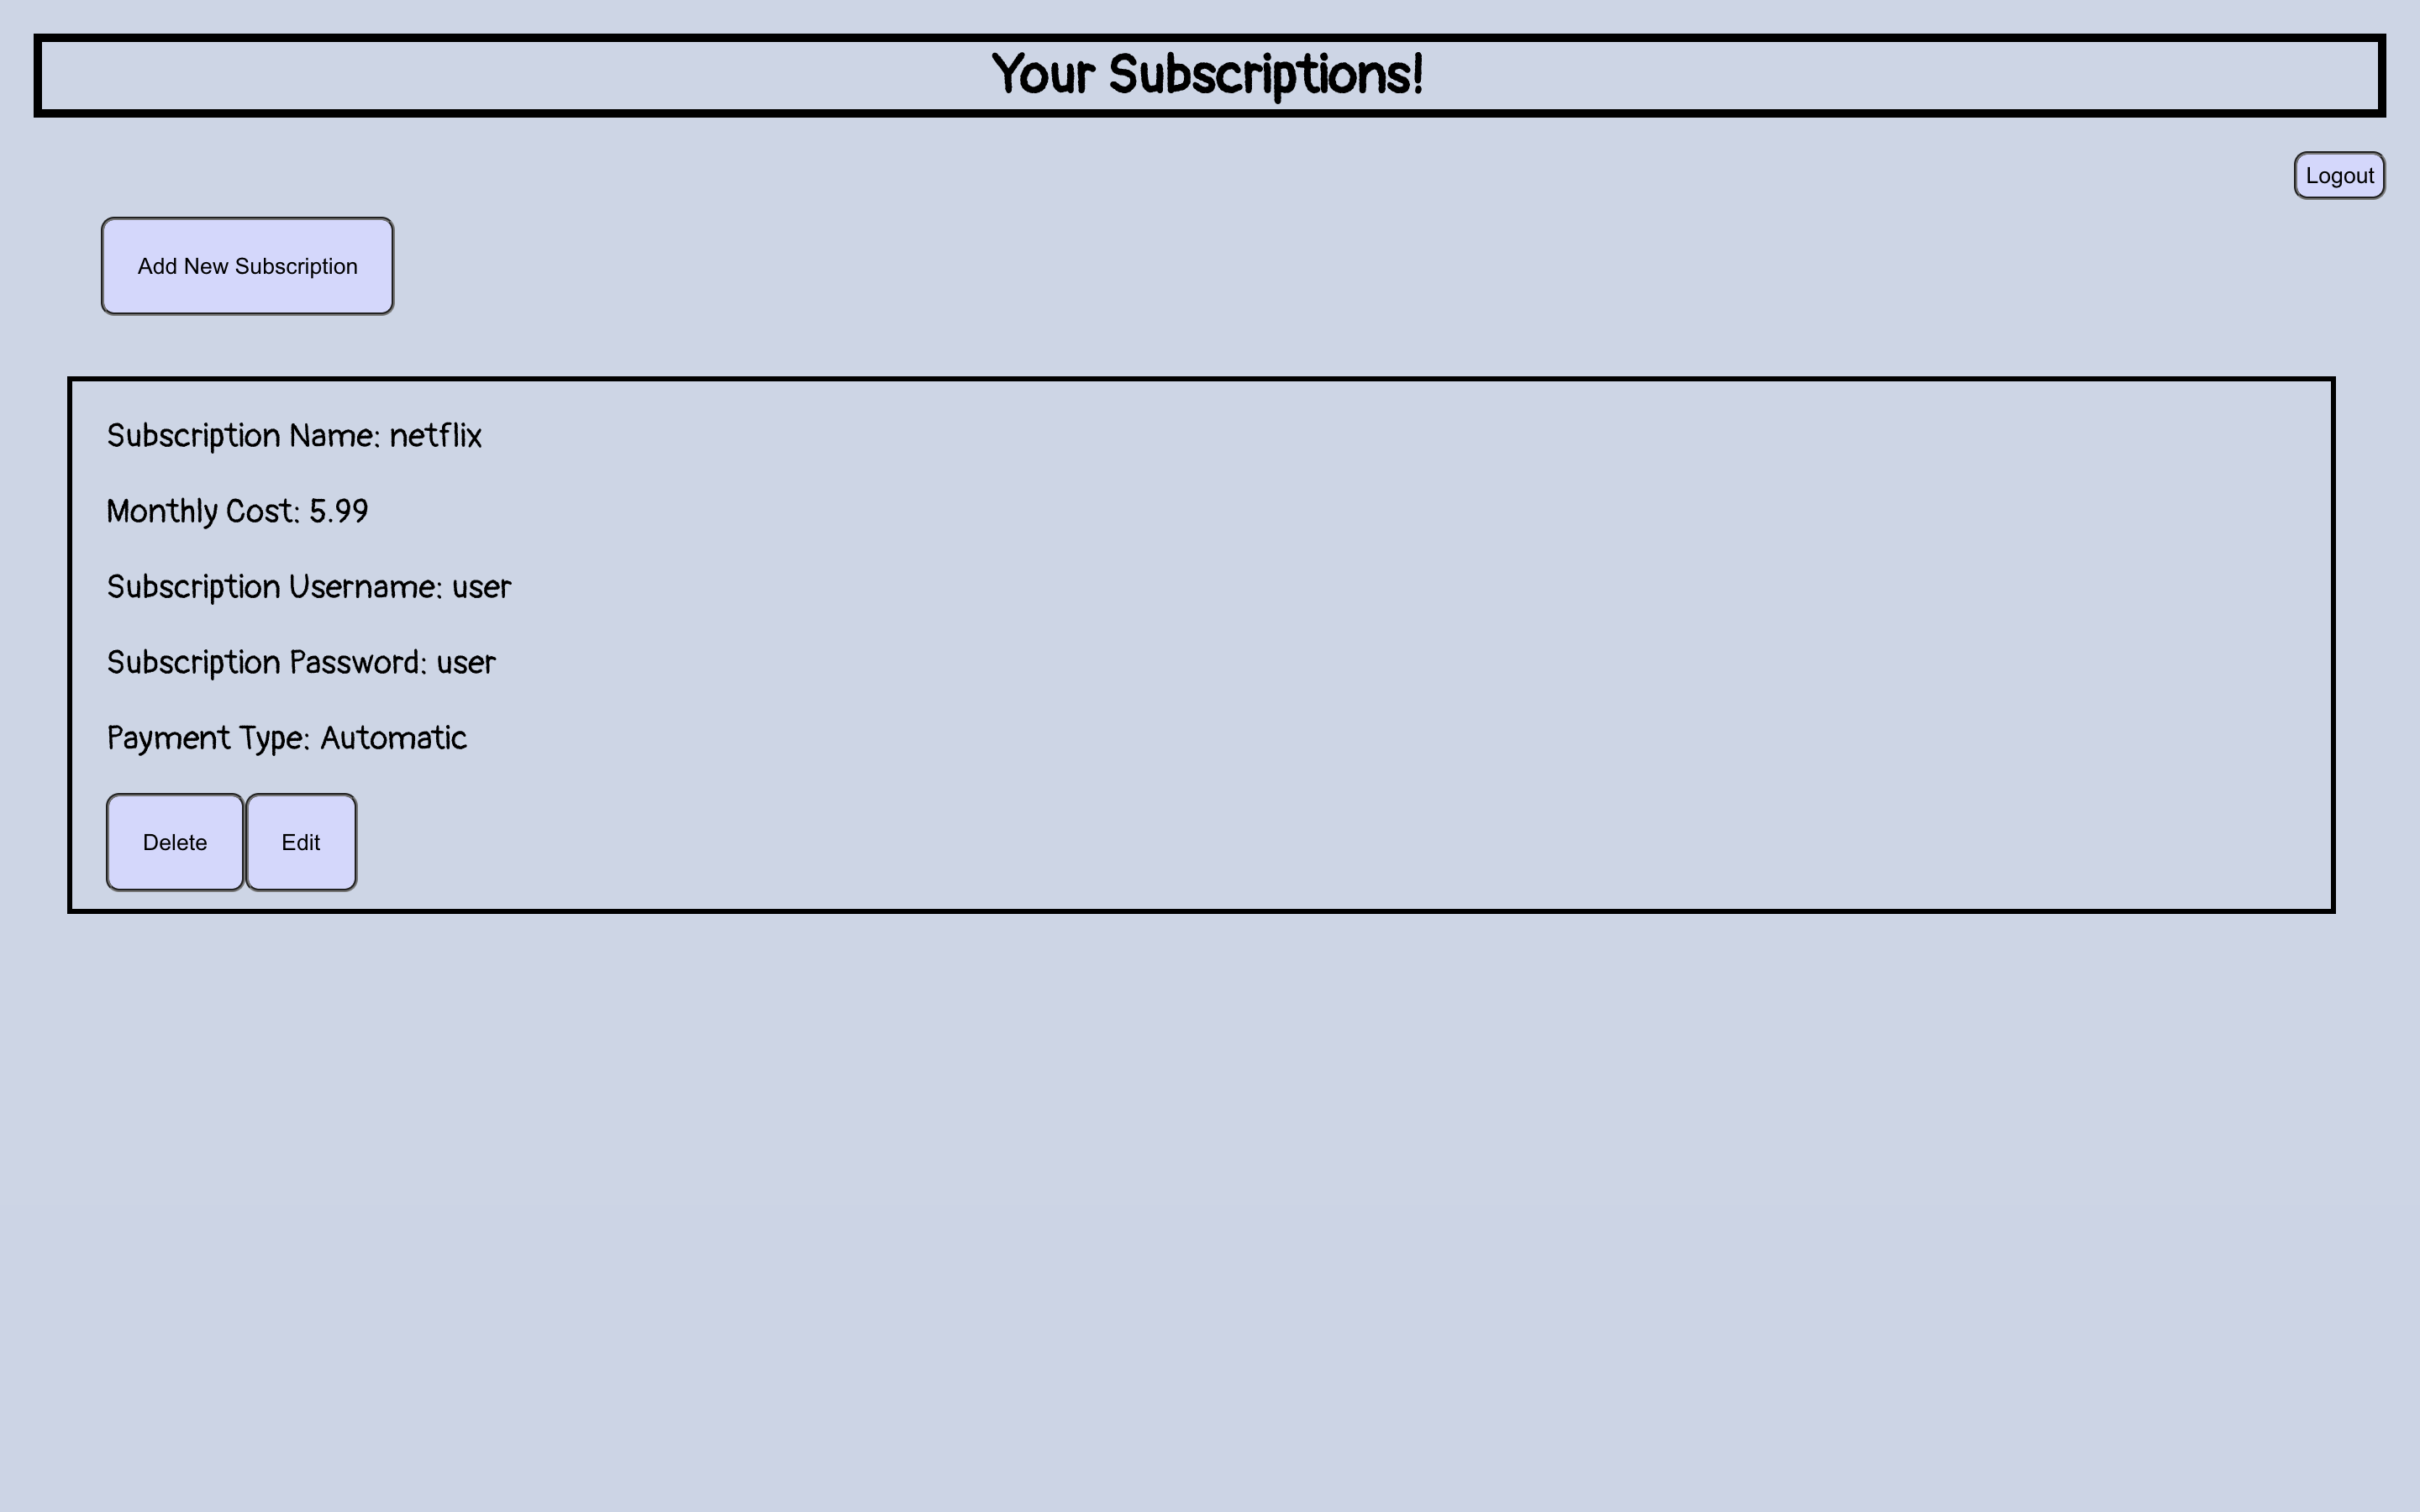 Your Subscriptions!
Logout
Add New Subscription
Subscription Name: netflix
Monthly Cost: 5.99
Subscription Username: user
Subscription Password: user
Payment Type: Automatic
Delete Edit